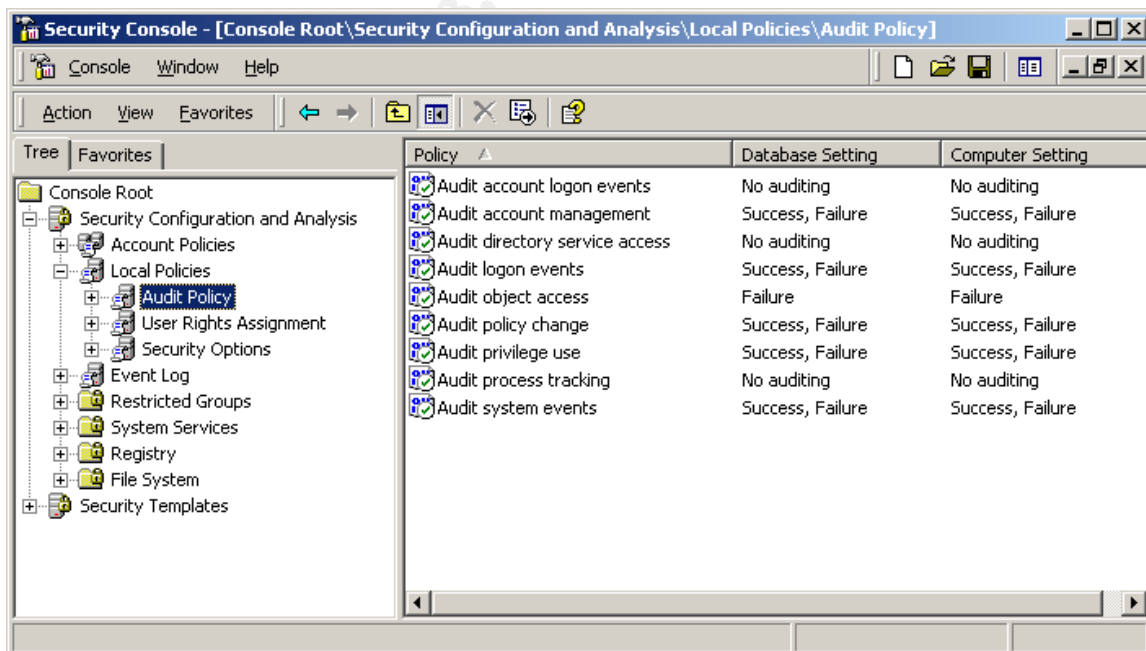 Security Console - [Console Root\Security Configuration and Analysis\Local Policies\Audit Policy]
Console Window Help
Action View Favorites
Tree Favorites
Console Root
Security Configuration and Analysis
Account Policies
Local Policies
Audit Policy
User Rights Assignment
Security Options
Event Log
Restricted Groups
System Services
Registry
File System
Security Templates
Policy Database Setting Computer Setting
Audit account logon events No auditing No auditing
Audit account management Success, Failure Success, Failure
Audit directory service access No auditing No auditing
Audit logon events Success, Failure Success, Failure
Audit object access Failure Failure
Audit policy change Success, Failure Success, Failure
Audit privilege use Success, Failure Success, Failure
Audit process tracking No auditing No auditing
Audit system events Success, Failure Success, Failure